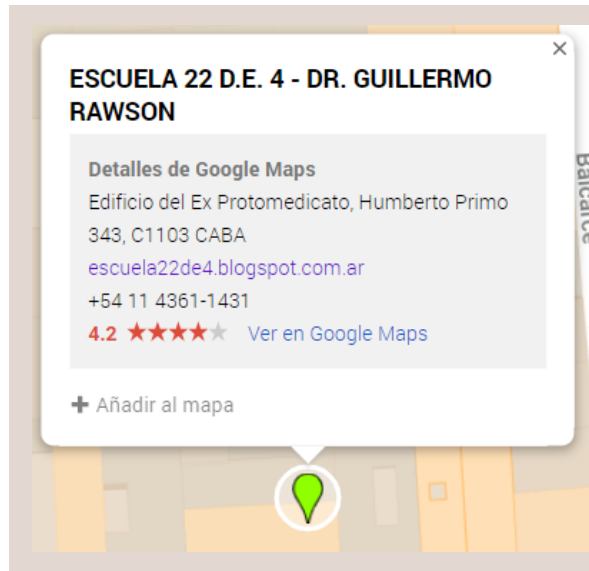 ESCUELA 22 D.E. 4 - DR. GUILLERMO
RAWSON
Detalles de Google Maps
Edificio del Ex Protomedicato, Humberto Primo
343, C1103 CABA
escuela22de4.blogspot.com.ar
+54 11 4361-1431
4.2 ★★★★★ Ver en Google Maps
+ Añadir al mapa
Balcarce